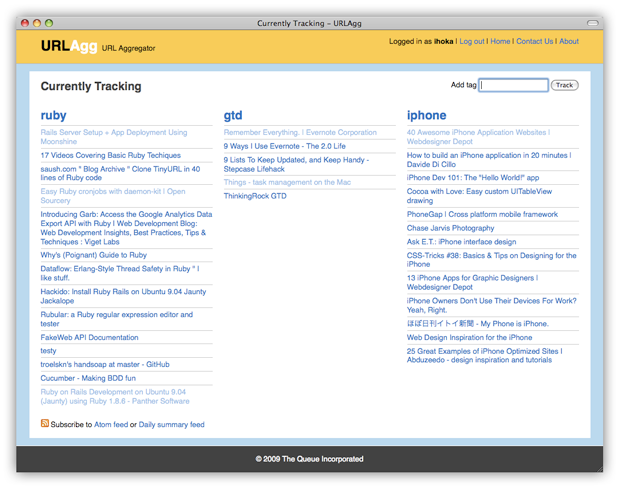 Currently Tracking – URLAgg
URLAgg URL Aggregator
Logged in as ihoka | Log out | Home | Contact Us | About
Currently Tracking
Add tag Track
ruby
Rails Server Setup + App Deployment Using
Moonshine
17 Videos Covering Basic Ruby Techiques
saush.com " Blog Archive " Clone TinyURL in 40
lines of Ruby code
Easy Ruby cronjobs with daemon-kit | Open
Sourcery
Introducing Garb: Access the Google Analytics Data
Export API with Ruby | Web Development Blog:
Web Development Insights, Best Practices, Tips &
Techniques : Viget Labs
Why's (Poignant) Guide to Ruby
Dataflow: Erlang-Style Thread Safety in Ruby " I
like stuff.
Hackido: Install Ruby Rails on Ubuntu 9.04 Jaunty
Jackalope
Rubular: a Ruby regular expression editor and
tester
FakeWeb API Documentation
testy
troelskn's handsoap at master - GitHub
Cucumber - Making BDD fun
Ruby on Rails Development on Ubuntu 9.04
(Jaunty) using Ruby 1.8.6 - Panther Software
gtd
Remember Everything. | Evernote Corporation
9 Ways I Use Evernote - The 2.0 Life
9 Lists To Keep Updated, and Keep Handy -
Stepcase Lifehack
Things - task management on the Mac
ThinkingRock GTD
iphone
40 Awesome iPhone Application Websites |
Webdesigner Depot
How to build an iPhone application in 20 minutes |
Davide Di Cillo
iPhone Dev 101: The "Hello World!" app
Cocoa with Love: Easy custom UITableView
drawing
PhoneGap | Cross platform mobile framework
Chase Jarvis Photography
Ask E.T.: iPhone interface design
CSS-Tricks #38: Basics & Tips on Designing for the
iPhone
13 iPhone Apps for Graphic Designers |
Webdesigner Depot
iPhone Owners Don't Use Their Devices For Work?
Yeah, Right.
ほぼ日刊イトイ新聞 - My Phone is iPhone.
Web Design Inspiration for the iPhone
25 Great Examples of iPhone Optimized Sites |
Abduzeedo - design inspiration and tutorials
Subscribe to Atom feed or Daily summary feed
© 2009 The Queue Incorporated